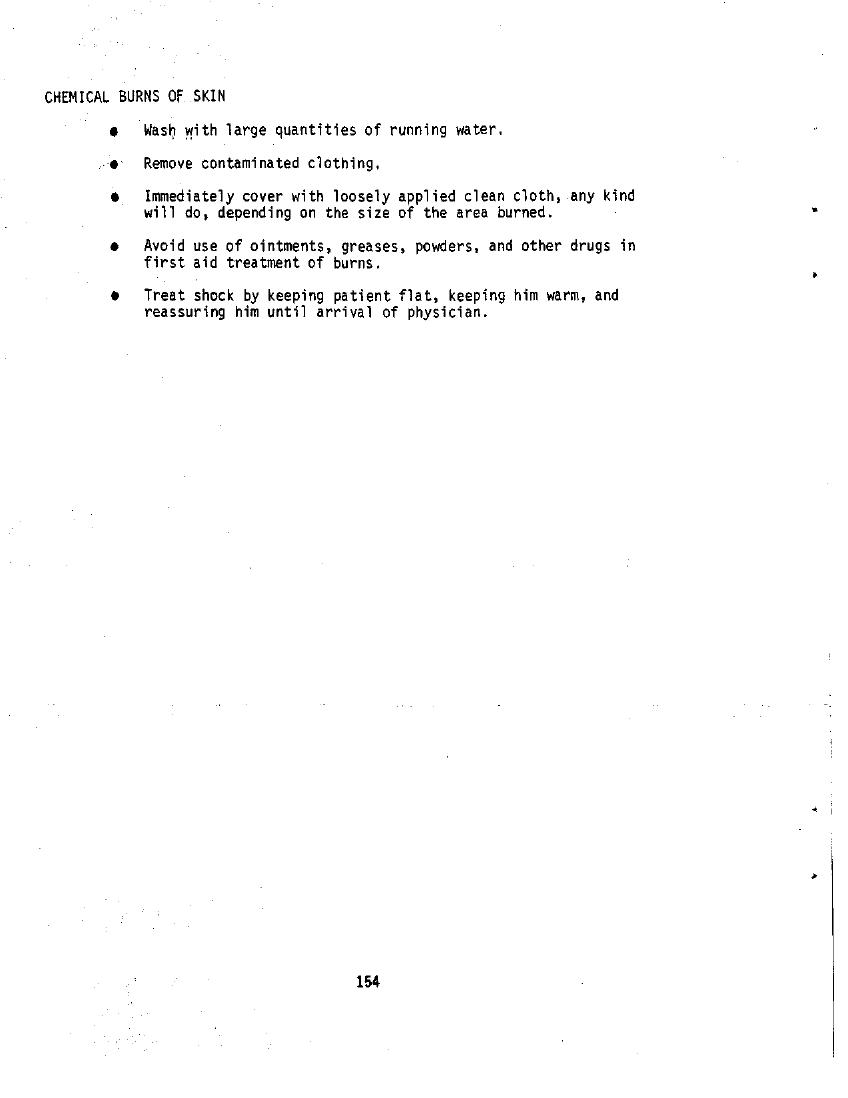 CHEMICAL BURNS OF SKIN
● Wash with large quantities of running water.
● Remove contaminated clothing.
● Immediately cover with loosely applied clean cloth, any kind
will do, depending on the size of the area burned.
● Avoid use of ointments, greases, powders, and other drugs in
first aid treatment of burns.
● Treat shock by keeping patient flat, keeping him warm, and
reassuring him until arrival of physician.
154